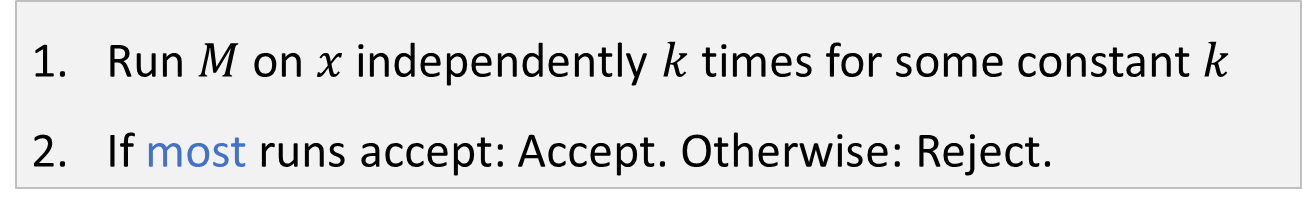 1. Run 𝑀 on 𝑥 independently 𝑘 times for some constant 𝑘
2. If most runs accept: Accept. Otherwise: Reject.